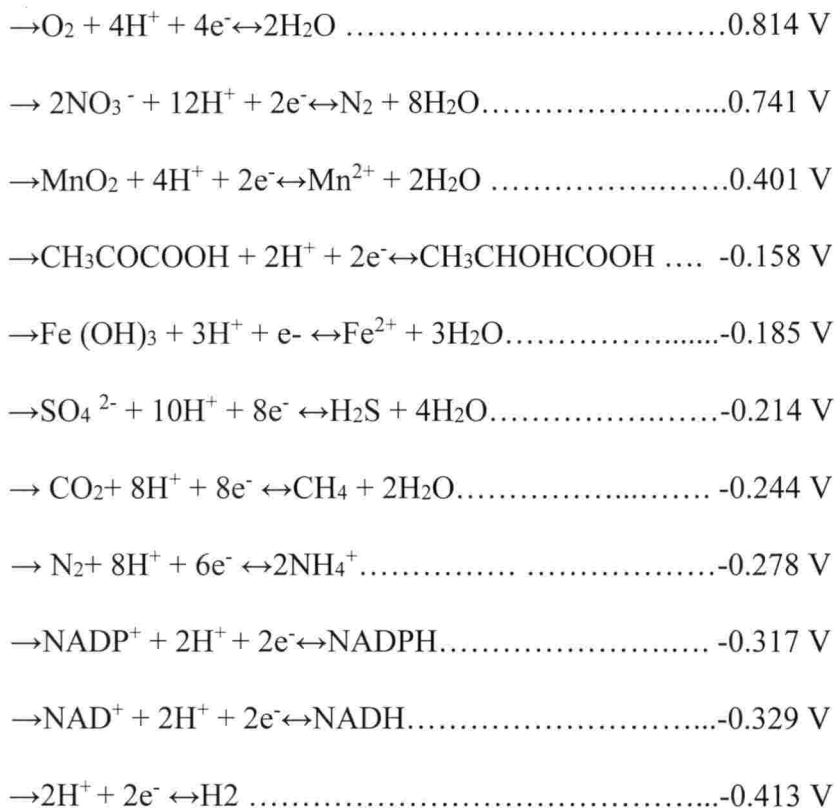 →O₂ + 4H⁺ + 4e⁻↔2H₂O ……………………………….0.814 V
→ 2NO₃⁻ + 12H⁺ + 2e⁻↔N₂ + 8H₂O…………………...0.741 V
→MnO₂ + 4H⁺ + 2e⁻↔Mn²⁺ + 2H₂O …………………….0.401 V
→CH₃COCOOH + 2H⁺ + 2e⁻↔CH₃CHOHCOOH …. -0.158 V
→Fe (OH)₃ + 3H⁺ + e- ↔Fe²⁺ + 3H₂O…………….......-0.185 V
→SO₄ ²⁻ + 10H⁺ + 8e⁻ ↔H₂S + 4H₂O……………….….-0.214 V
→ CO₂+ 8H⁺ + 8e⁻ ↔CH₄ + 2H₂O……………...…… -0.244 V
→ N₂+ 8H⁺ + 6e⁻ ↔2NH₄⁺…………… ……………….-0.278 V
→NADP⁺ + 2H⁺ + 2e⁻↔NADPH………………….…. -0.317 V
→NAD⁺ + 2H⁺ + 2e⁻↔NADH………………………...-0.329 V
→2H⁺ + 2e⁻ ↔H2 ……………………………………...-0.413 V